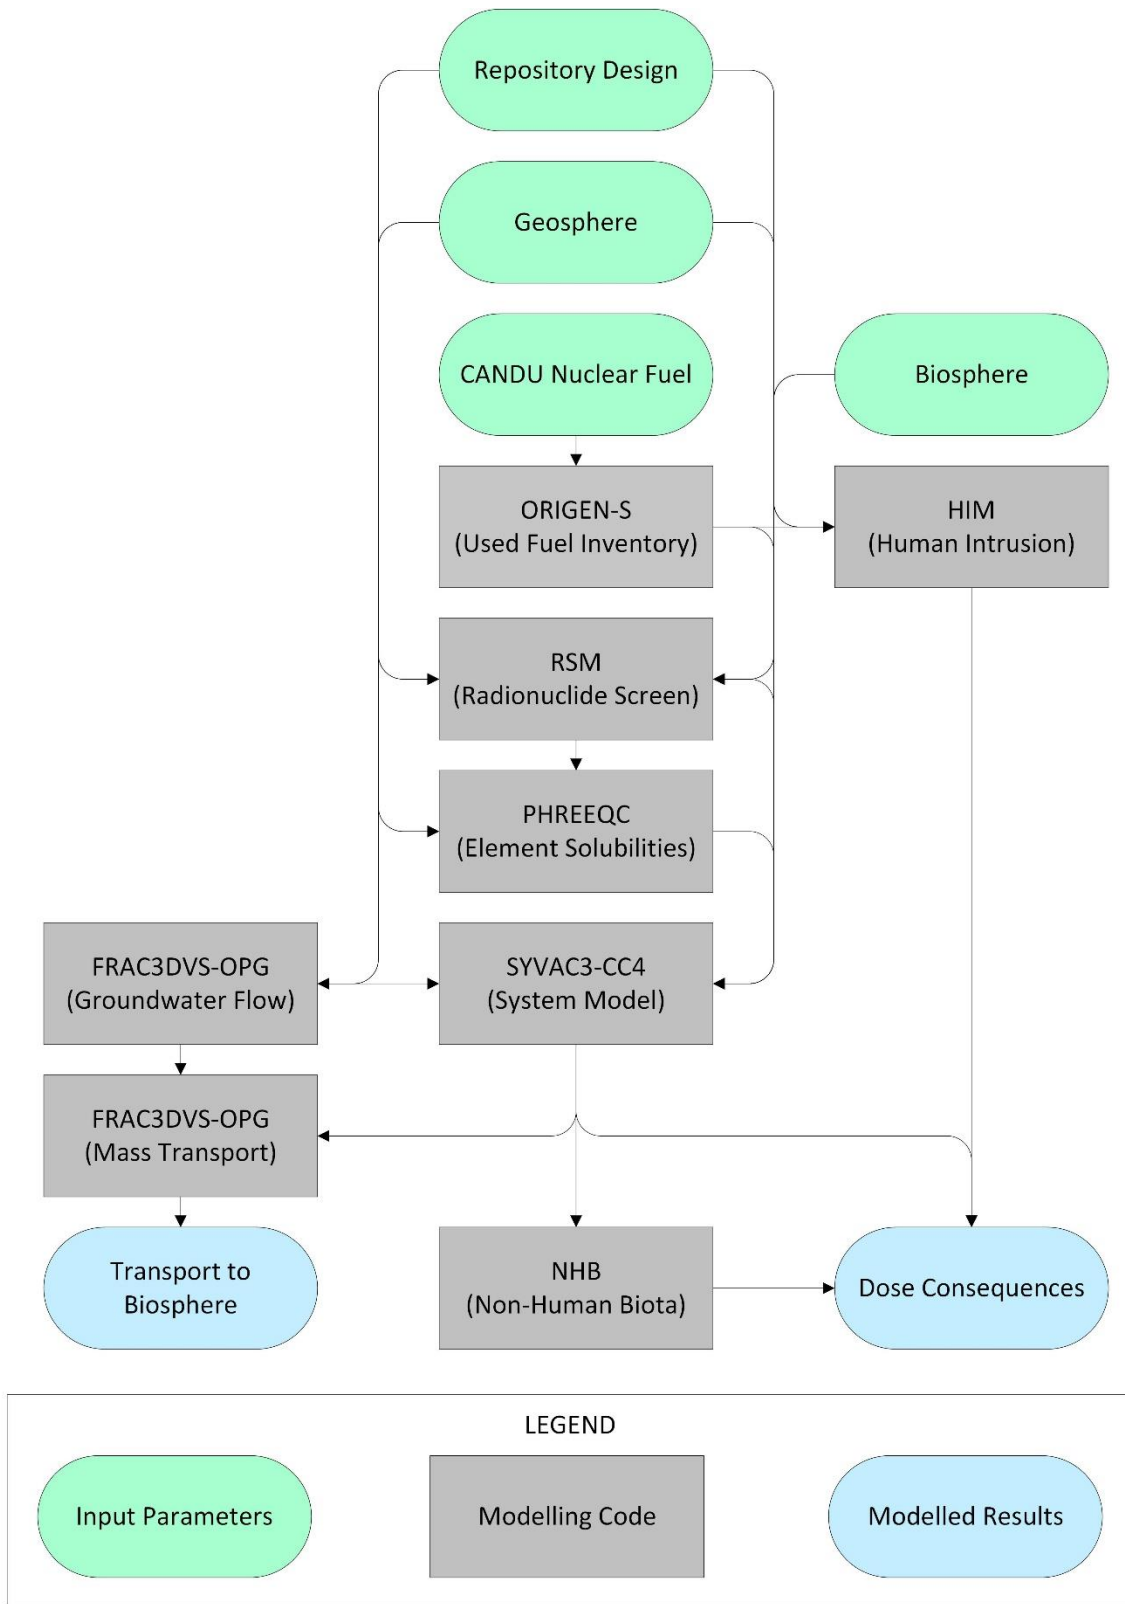 Repository Design
Geosphere
CANDU Nuclear Fuel
Biosphere
ORIGEN-S
(Used Fuel Inventory)
HIM
(Human Intrusion)
RSM
(Radionuclide Screen)
PHREEQC
(Element Solubilities)
FRAC3DVS-OPG
(Groundwater Flow)
SYVAC3-CC4
(System Model)
FRAC3DVS-OPG
(Mass Transport)
Transport to
Biosphere
NHB
(Non-Human Biota)
Dose Consequences
LEGEND
Input Parameters
Modelling Code
Modelled Results